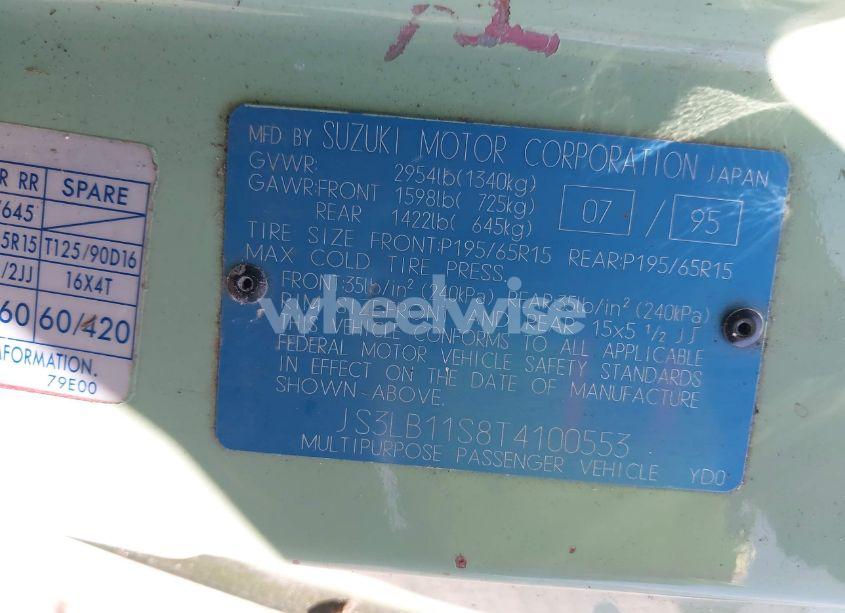 MFD BY SUZUKI MOTOR CORPORATION JAPAN
GVWR: 2954lb(1340kg)
GAWR:FRONT 1598lb( 725kg)
REAR 1422lb( 645kg)
07 / 95
TIRE SIZE FRONT:P195/65R15 REAR:P195/65R15
MAX COLD TIRE PRESS.
FRONT:35lb/in² (240kPa) REAR:35lb/in² (240kPa)
REAR 15x5 1/2 JJ
VEHICLE CONFORMS TO ALL APPLICABLE
FEDERAL MOTOR VEHICLE SAFETY STANDARDS
IN EFFECT ON THE DATE OF MANUFACTURE
SHOWN-ABOVE.
JS3LB11S8T4100553
MULTIPURPOSE PASSENGER VEHICLE YD0
R RR SPARE
/645
5R15 T125/90D16
/2JJ 16X4T
60 60/420
NFORMATION.
79E00
wheelwise